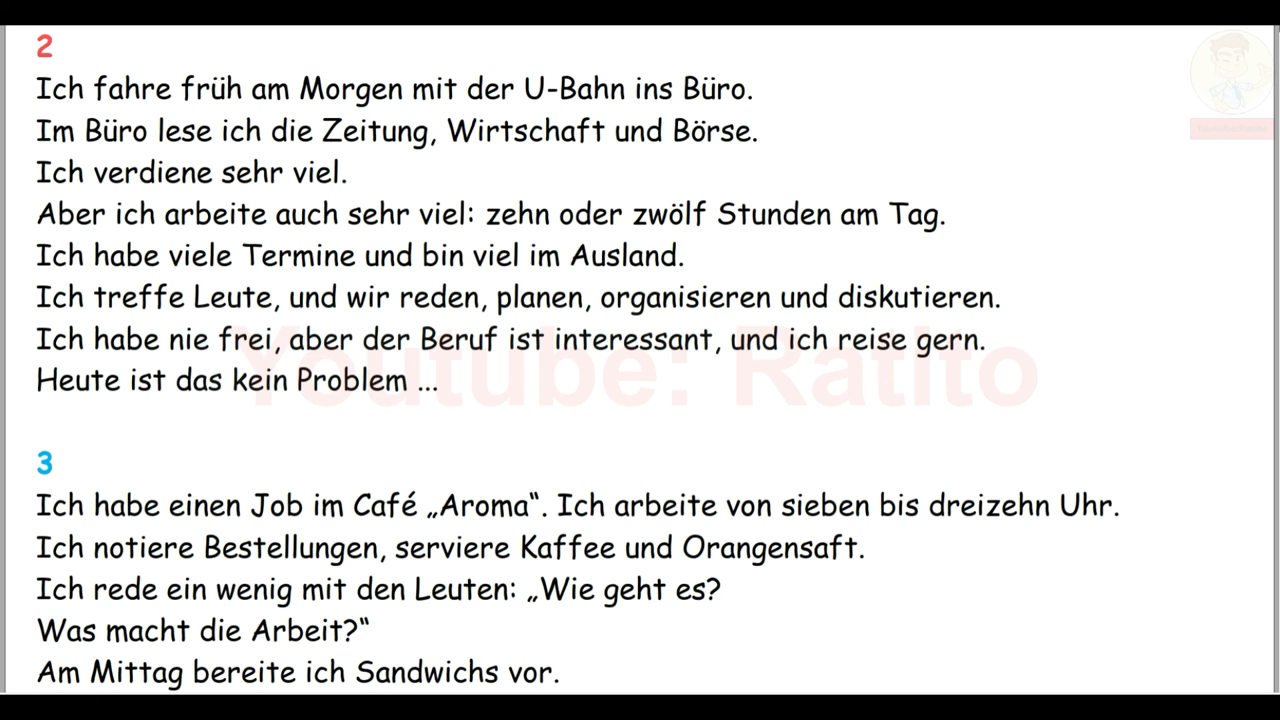 2
Ich fahre früh am Morgen mit der U-Bahn ins Büro.
Im Büro lese ich die Zeitung, Wirtschaft und Börse.
Ich verdiene sehr viel.
Aber ich arbeite auch sehr viel: zehn oder zwölf Stunden am Tag.
Ich habe viele Termine und bin viel im Ausland.
Ich treffe Leute, und wir reden, planen, organisieren und diskutieren.
Ich habe nie frei, aber der Beruf ist interessant, und ich reise gern.
Youtube: Ratito
Heute ist das kein Problem ...
3
Ich habe einen Job im Café „Aroma“. Ich arbeite von sieben bis dreizehn Uhr.
Ich notiere Bestellungen, serviere Kaffee und Orangensaft.
Ich rede ein wenig mit den Leuten: „Wie geht es?
Was macht die Arbeit?“
Am Mittag bereite ich Sandwichs vor.